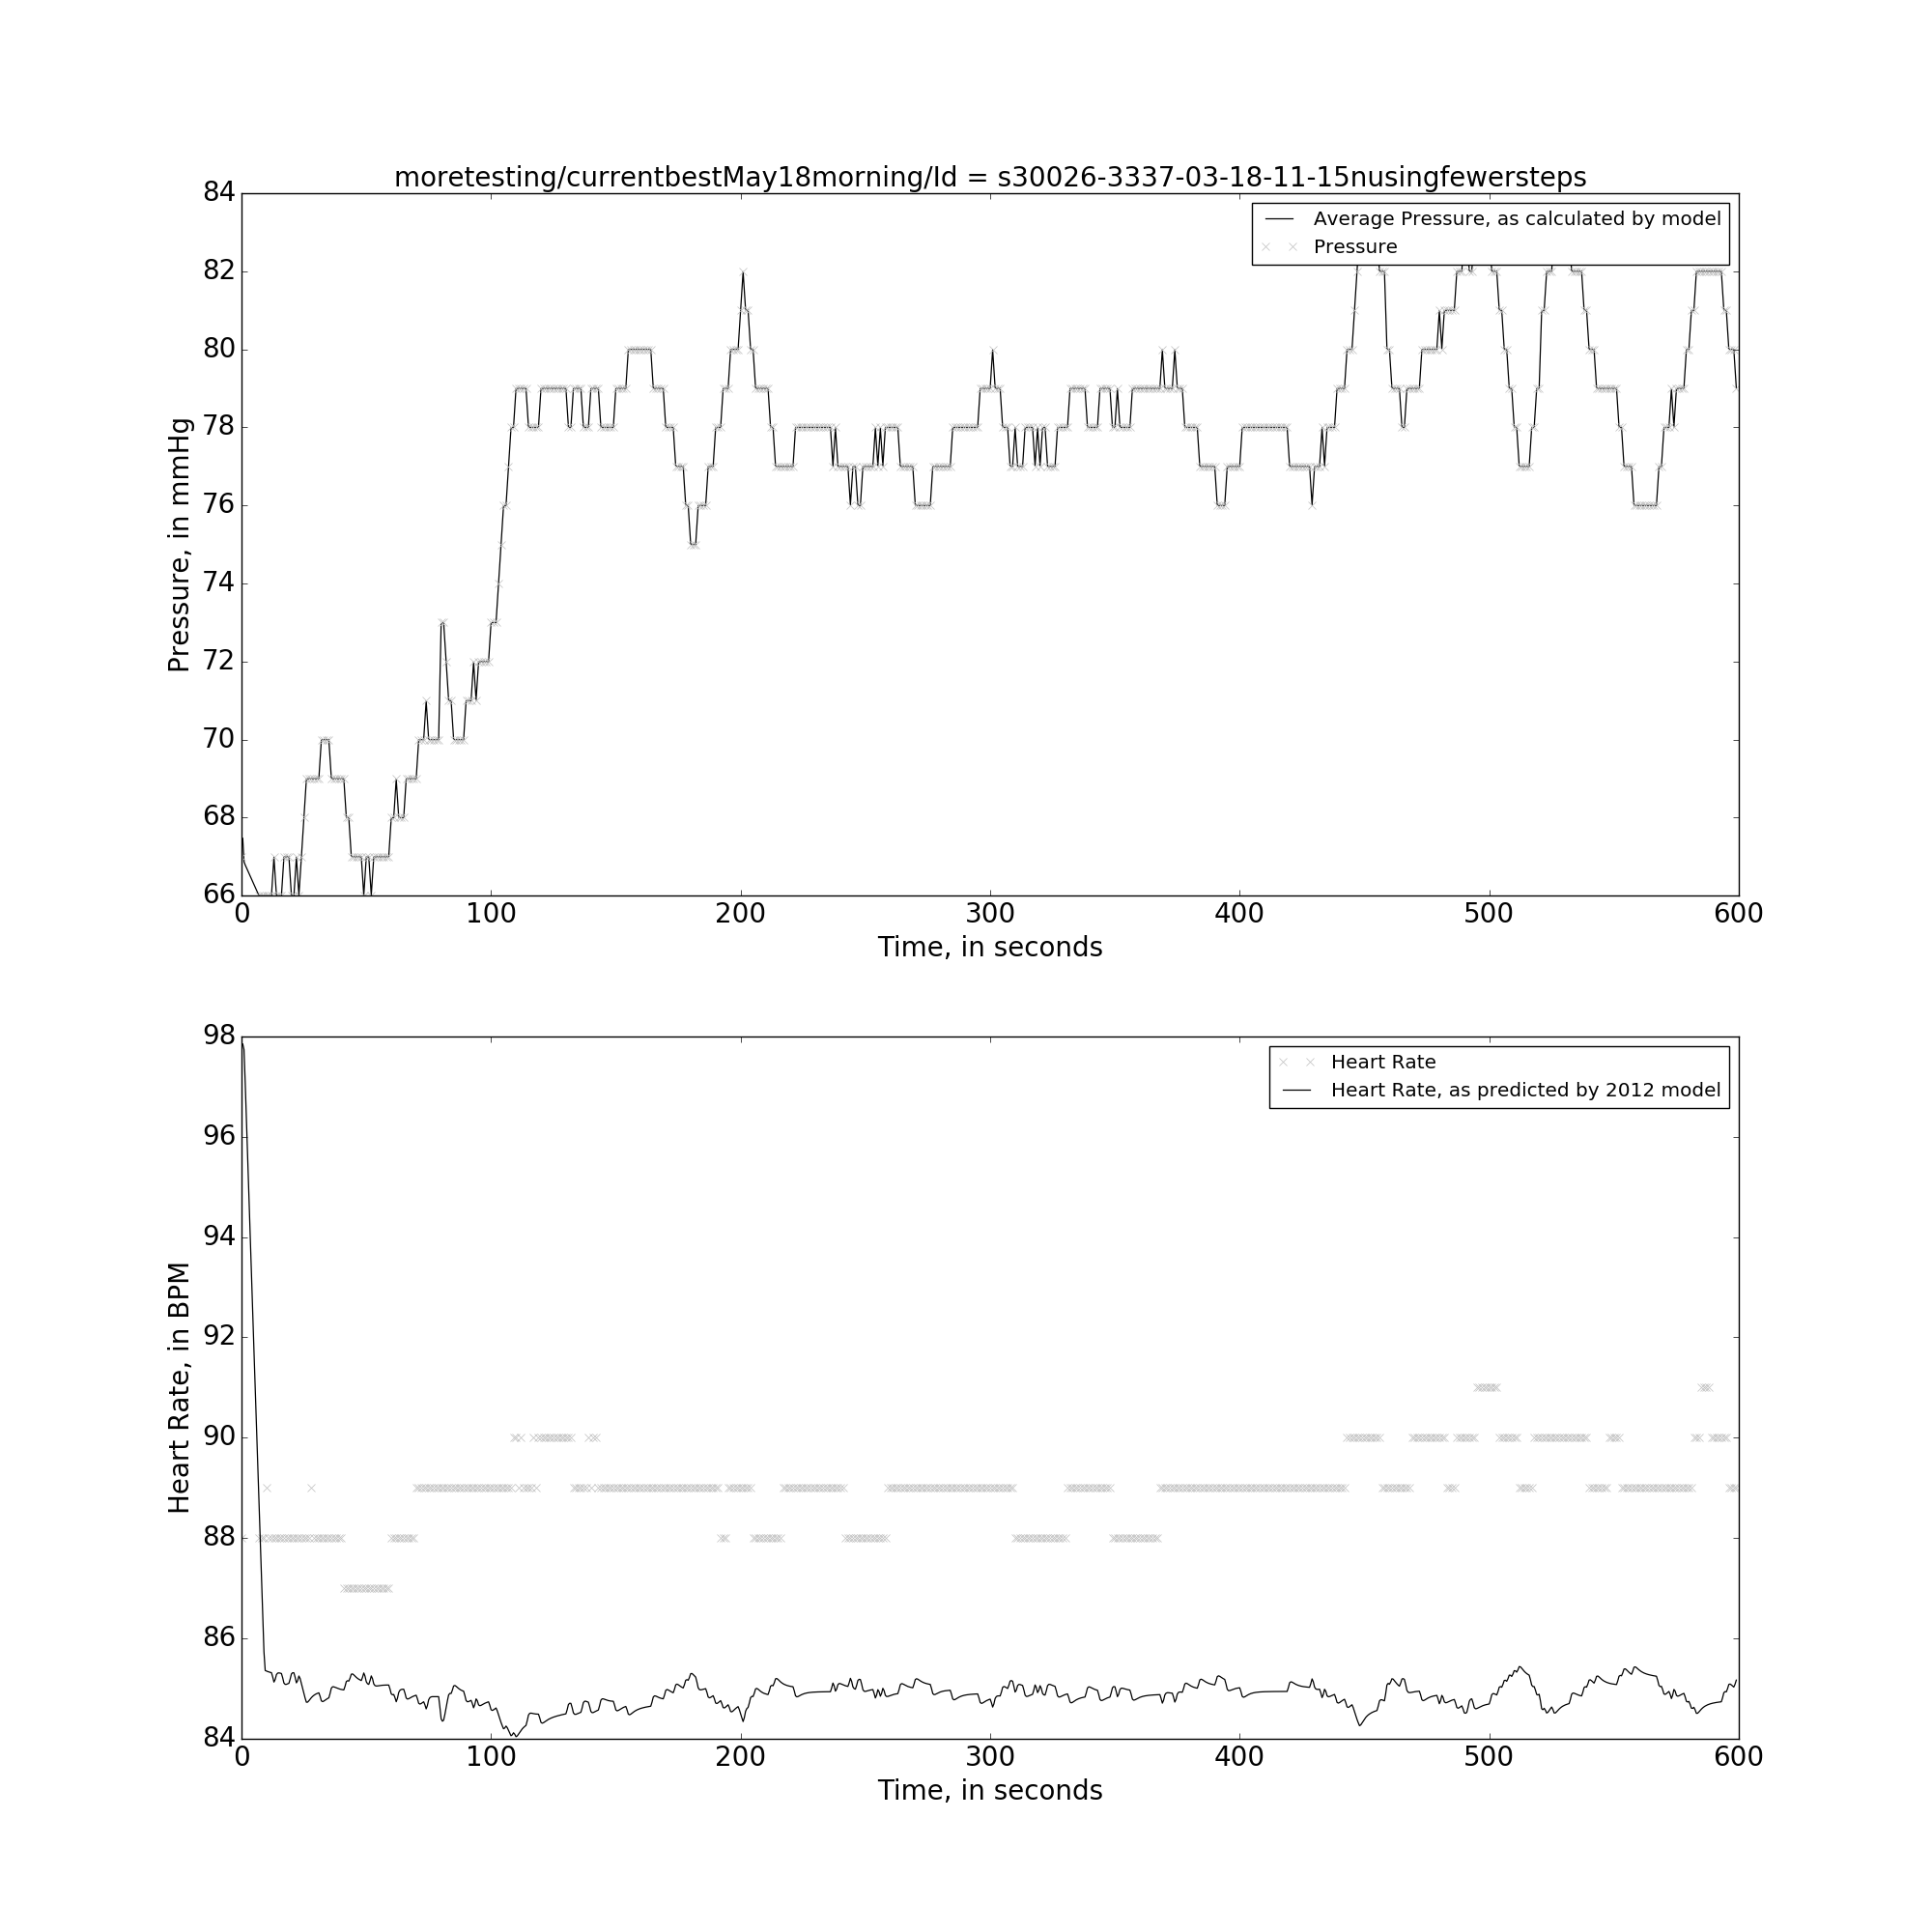 moretesting/currentbestMay18morning/Id = s30026-3337-03-18-11-15nusingfewersteps
84
82
80
78
76
74
72
70
68
66
Pressure, in mmHg
Average Pressure, as calculated by model
Pressure
0 100 200 300 400 500 600
Time, in seconds
98
96
94
92
90
88
86
84
Heart Rate, in BPM
Heart Rate
Heart Rate, as predicted by 2012 model
0 100 200 300 400 500 600
Time, in seconds